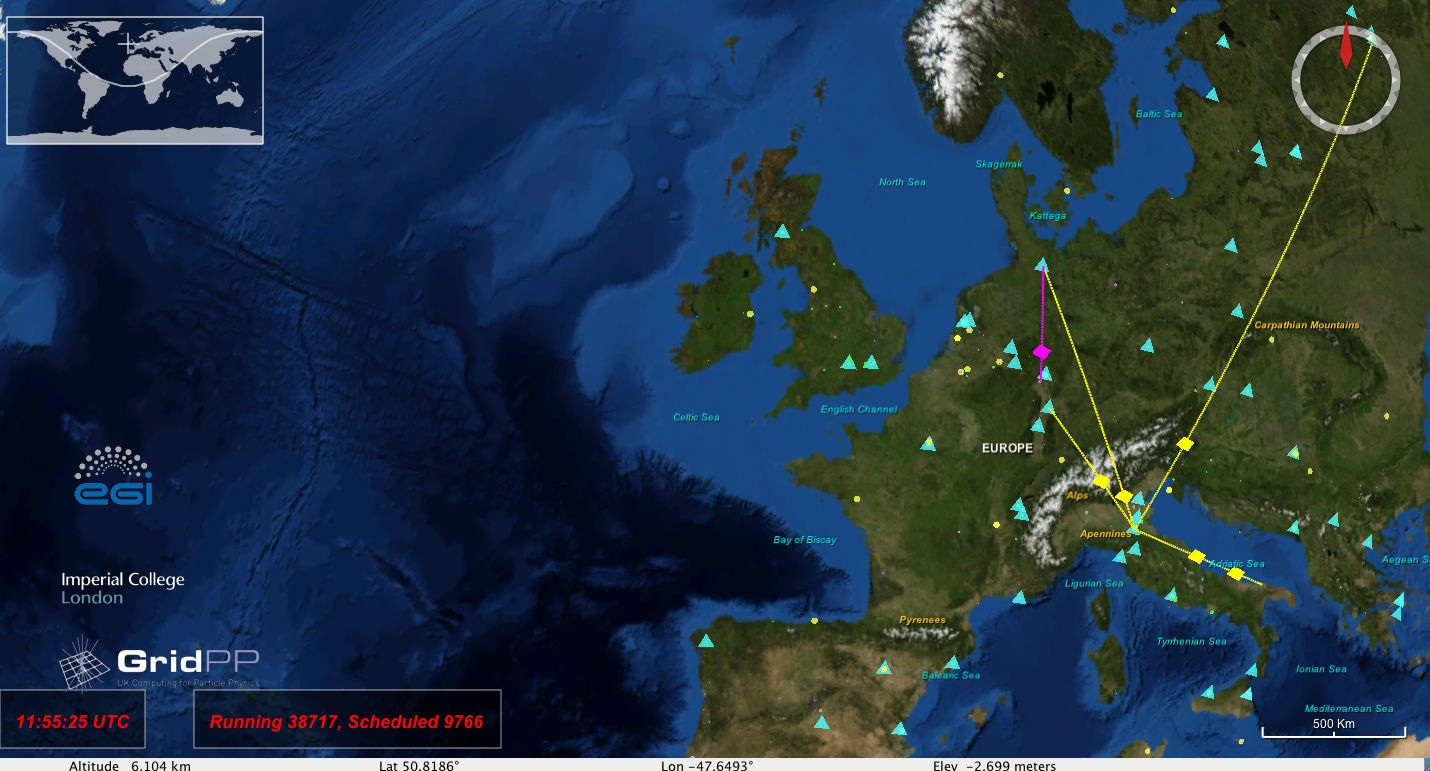 Baltic Sea
Skagerrak
North Sea
Kattega
Carpathian Mountains
Celtic Sea
English Channel
EUROPE
egi
Alps
Bay of Biscay
Apennines
Adriatic Sea
Aegean S
Imperial College
London
Ligurian Sea
Pyrenees
Tyrrhenian Sea
GridPP
UK Computing for Particle Physics
Balearic Sea
Ionian Sea
Mediterranean Sea
11:55:25 UTC
Running 38717, Scheduled 9766
500 Km
Altitude 6,104 km Lat 50.8186° Lon -47.6493° Elev -2,699 meters